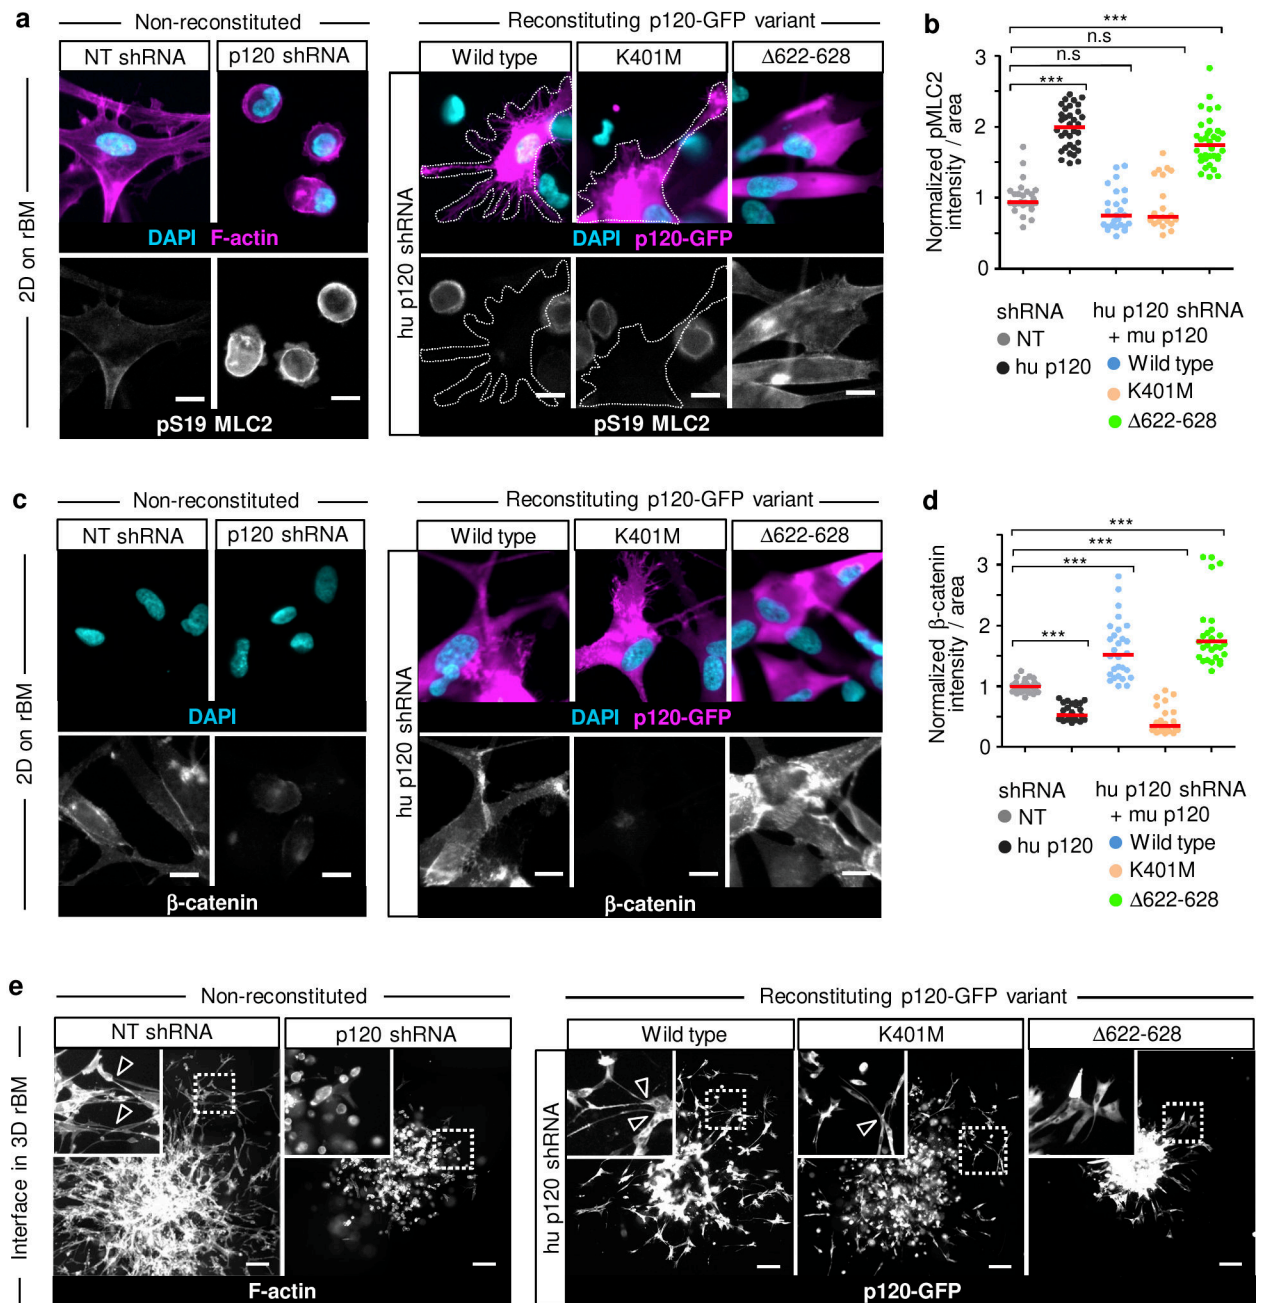 a
Non-reconstituted
Reconstituting p120-GFP variant
NT shRNA
p120 shRNA
Wild type
K401M
Δ622-628
2D on rBM
hu p120 shRNA
DAPI F-actin
DAPI p120-GFP
pS19 MLC2
pS19 MLC2
b
***
n.s
n.s
***
Normalized pMLC2
intensity / area
3
2
1
0
shRNA
NT
hu p120
hu p120 shRNA
+ mu p120
Wild type
K401M
Δ622-628
c
Non-reconstituted
Reconstituting p120-GFP variant
NT shRNA
p120 shRNA
Wild type
K401M
Δ622-628
2D on rBM
hu p120 shRNA
DAPI
DAPI p120-GFP
β-catenin
β-catenin
d
***
***
***
***
Normalized β-catenin
intensity / area
3
2
1
0
shRNA
NT
hu p120
hu p120 shRNA
+ mu p120
Wild type
K401M
Δ622-628
e
Non-reconstituted
Reconstituting p120-GFP variant
NT shRNA
p120 shRNA
Wild type
K401M
Δ622-628
Interface in 3D rBM
hu p120 shRNA
F-actin
p120-GFP